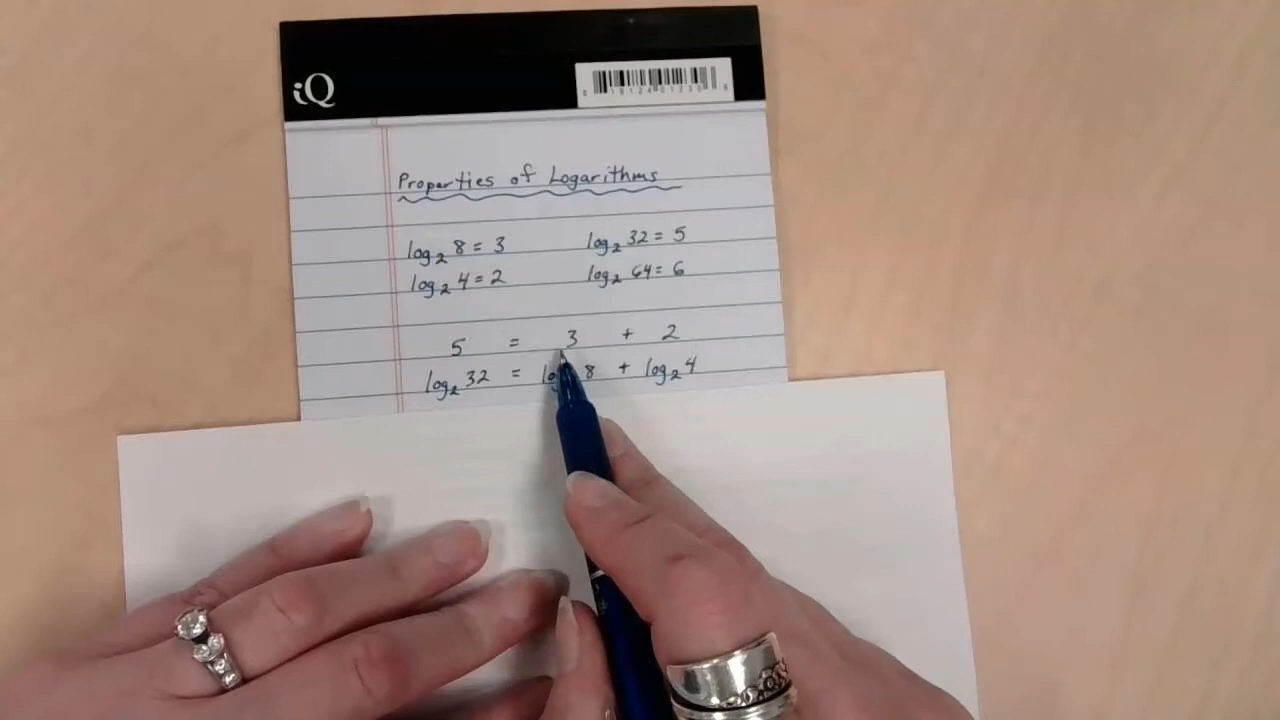 iQ
Properties of Logarithms
log₂ 8 = 3 log₂ 32 = 5
log₂ 4 = 2 log₂ 64 = 6
5 = 3 + 2
log₂ 32 = log 8 + log₂ 4